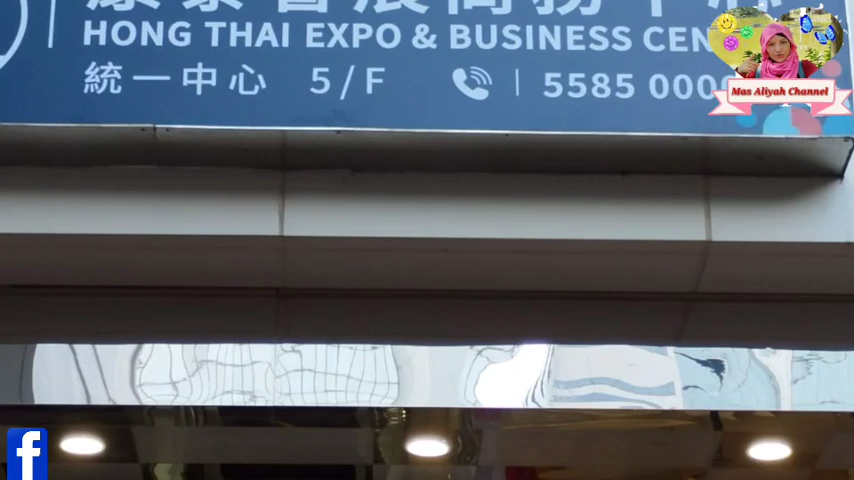 HONG THAI EXPO & BUSINESS CEN
統一中心 5/F 5585 000
Mas Aliyah Channel
f